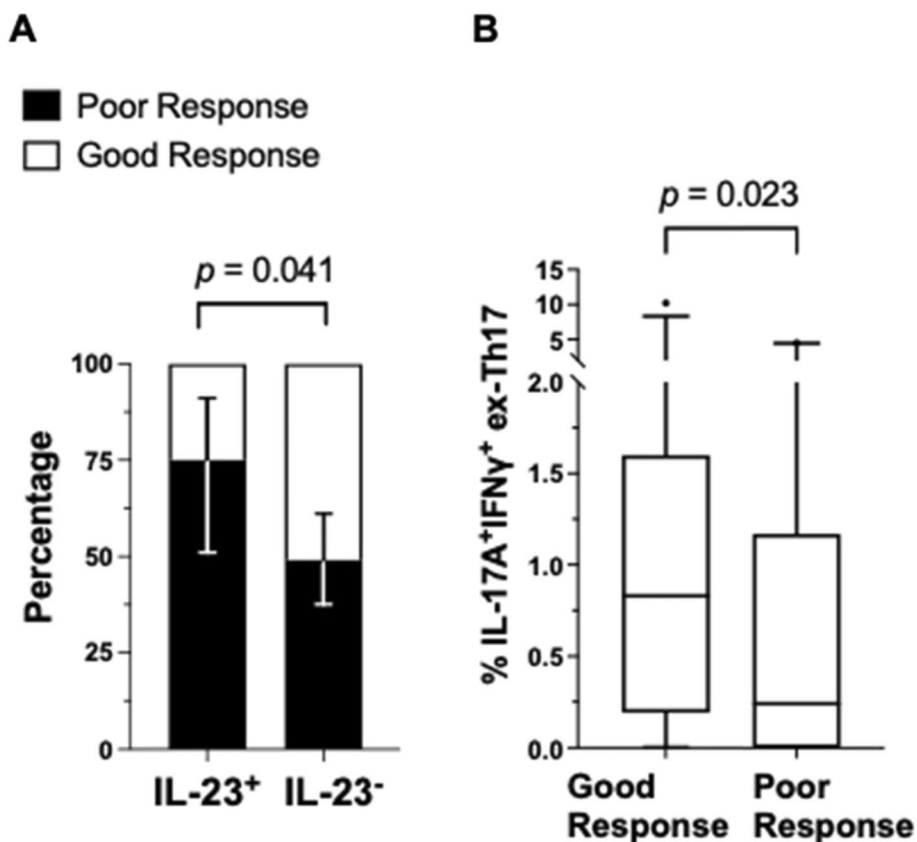 A
Poor Response
Good Response
p = 0.041
100
75
50
25
0
Percentage
IL-23⁺
IL-23⁻
B
p = 0.023
15
10
5
2.0
1.5
1.0
0.5
0.0
% IL-17A⁺IFNγ⁺ ex-Th17
Good
Response
Poor
Response